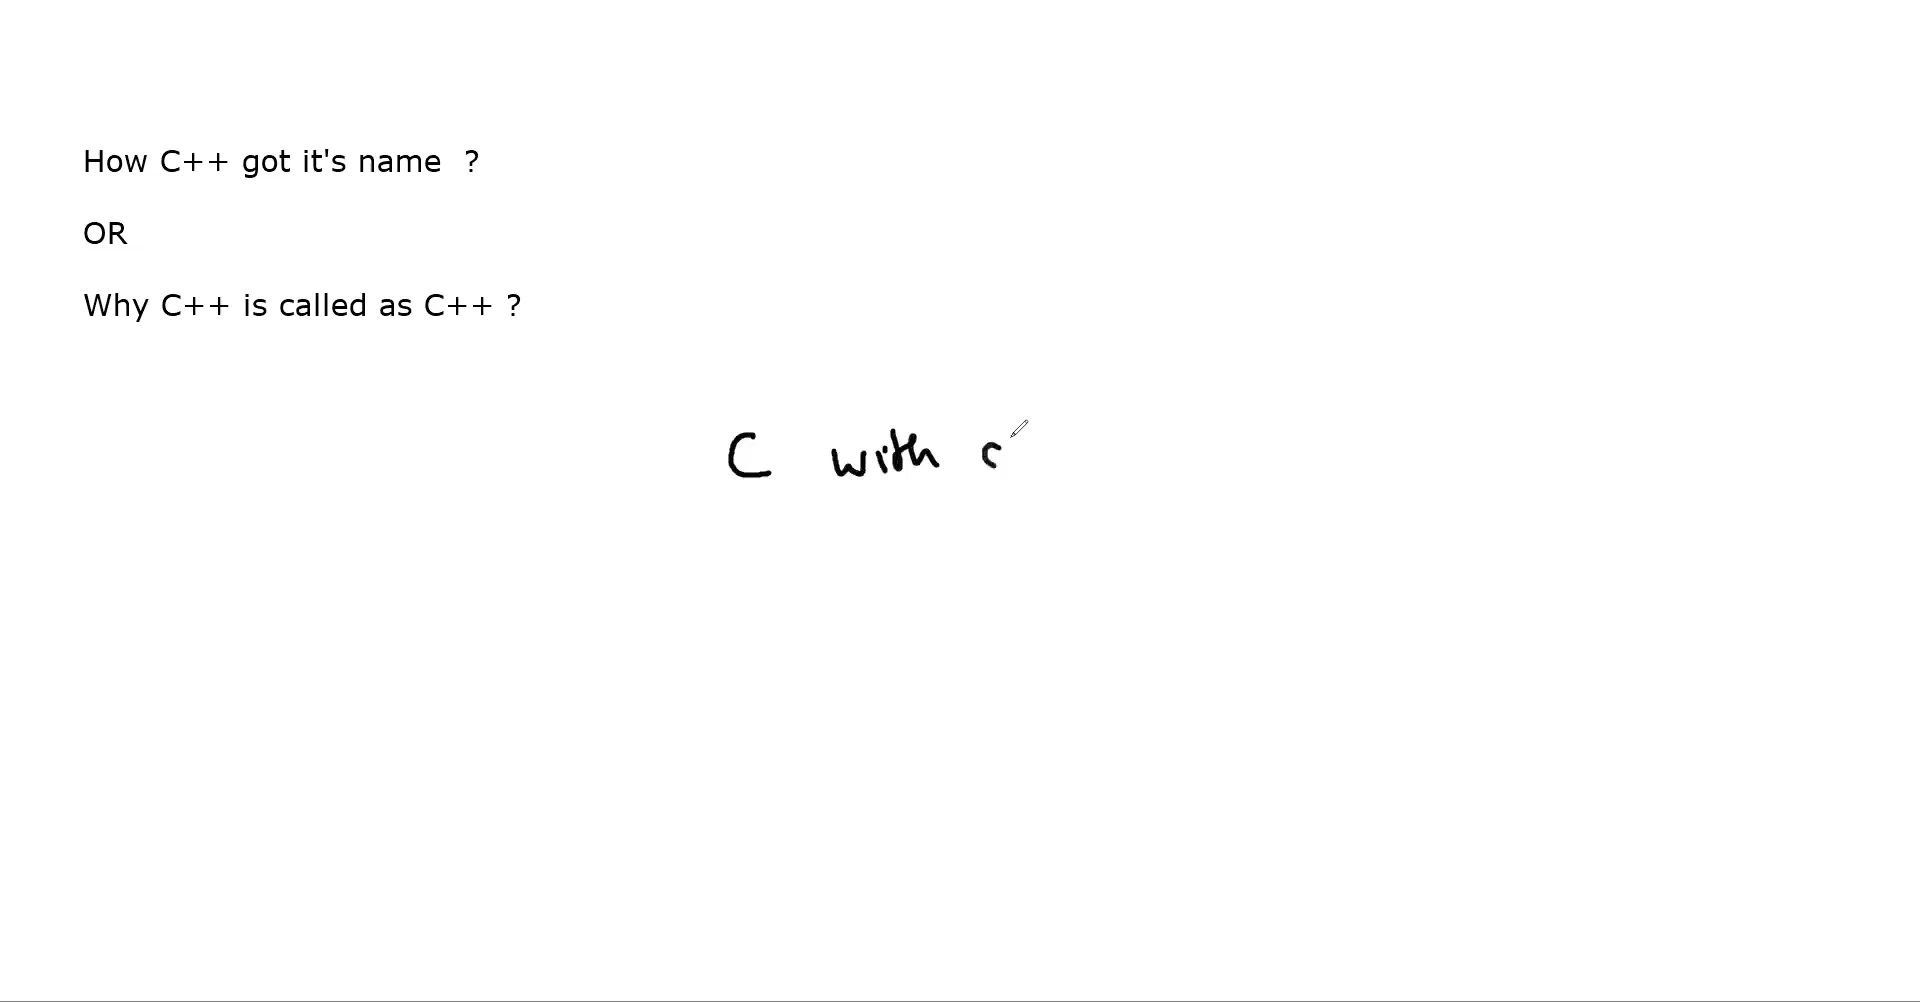 How C++ got it's name ?
OR
Why C++ is called as C++ ?
C with c